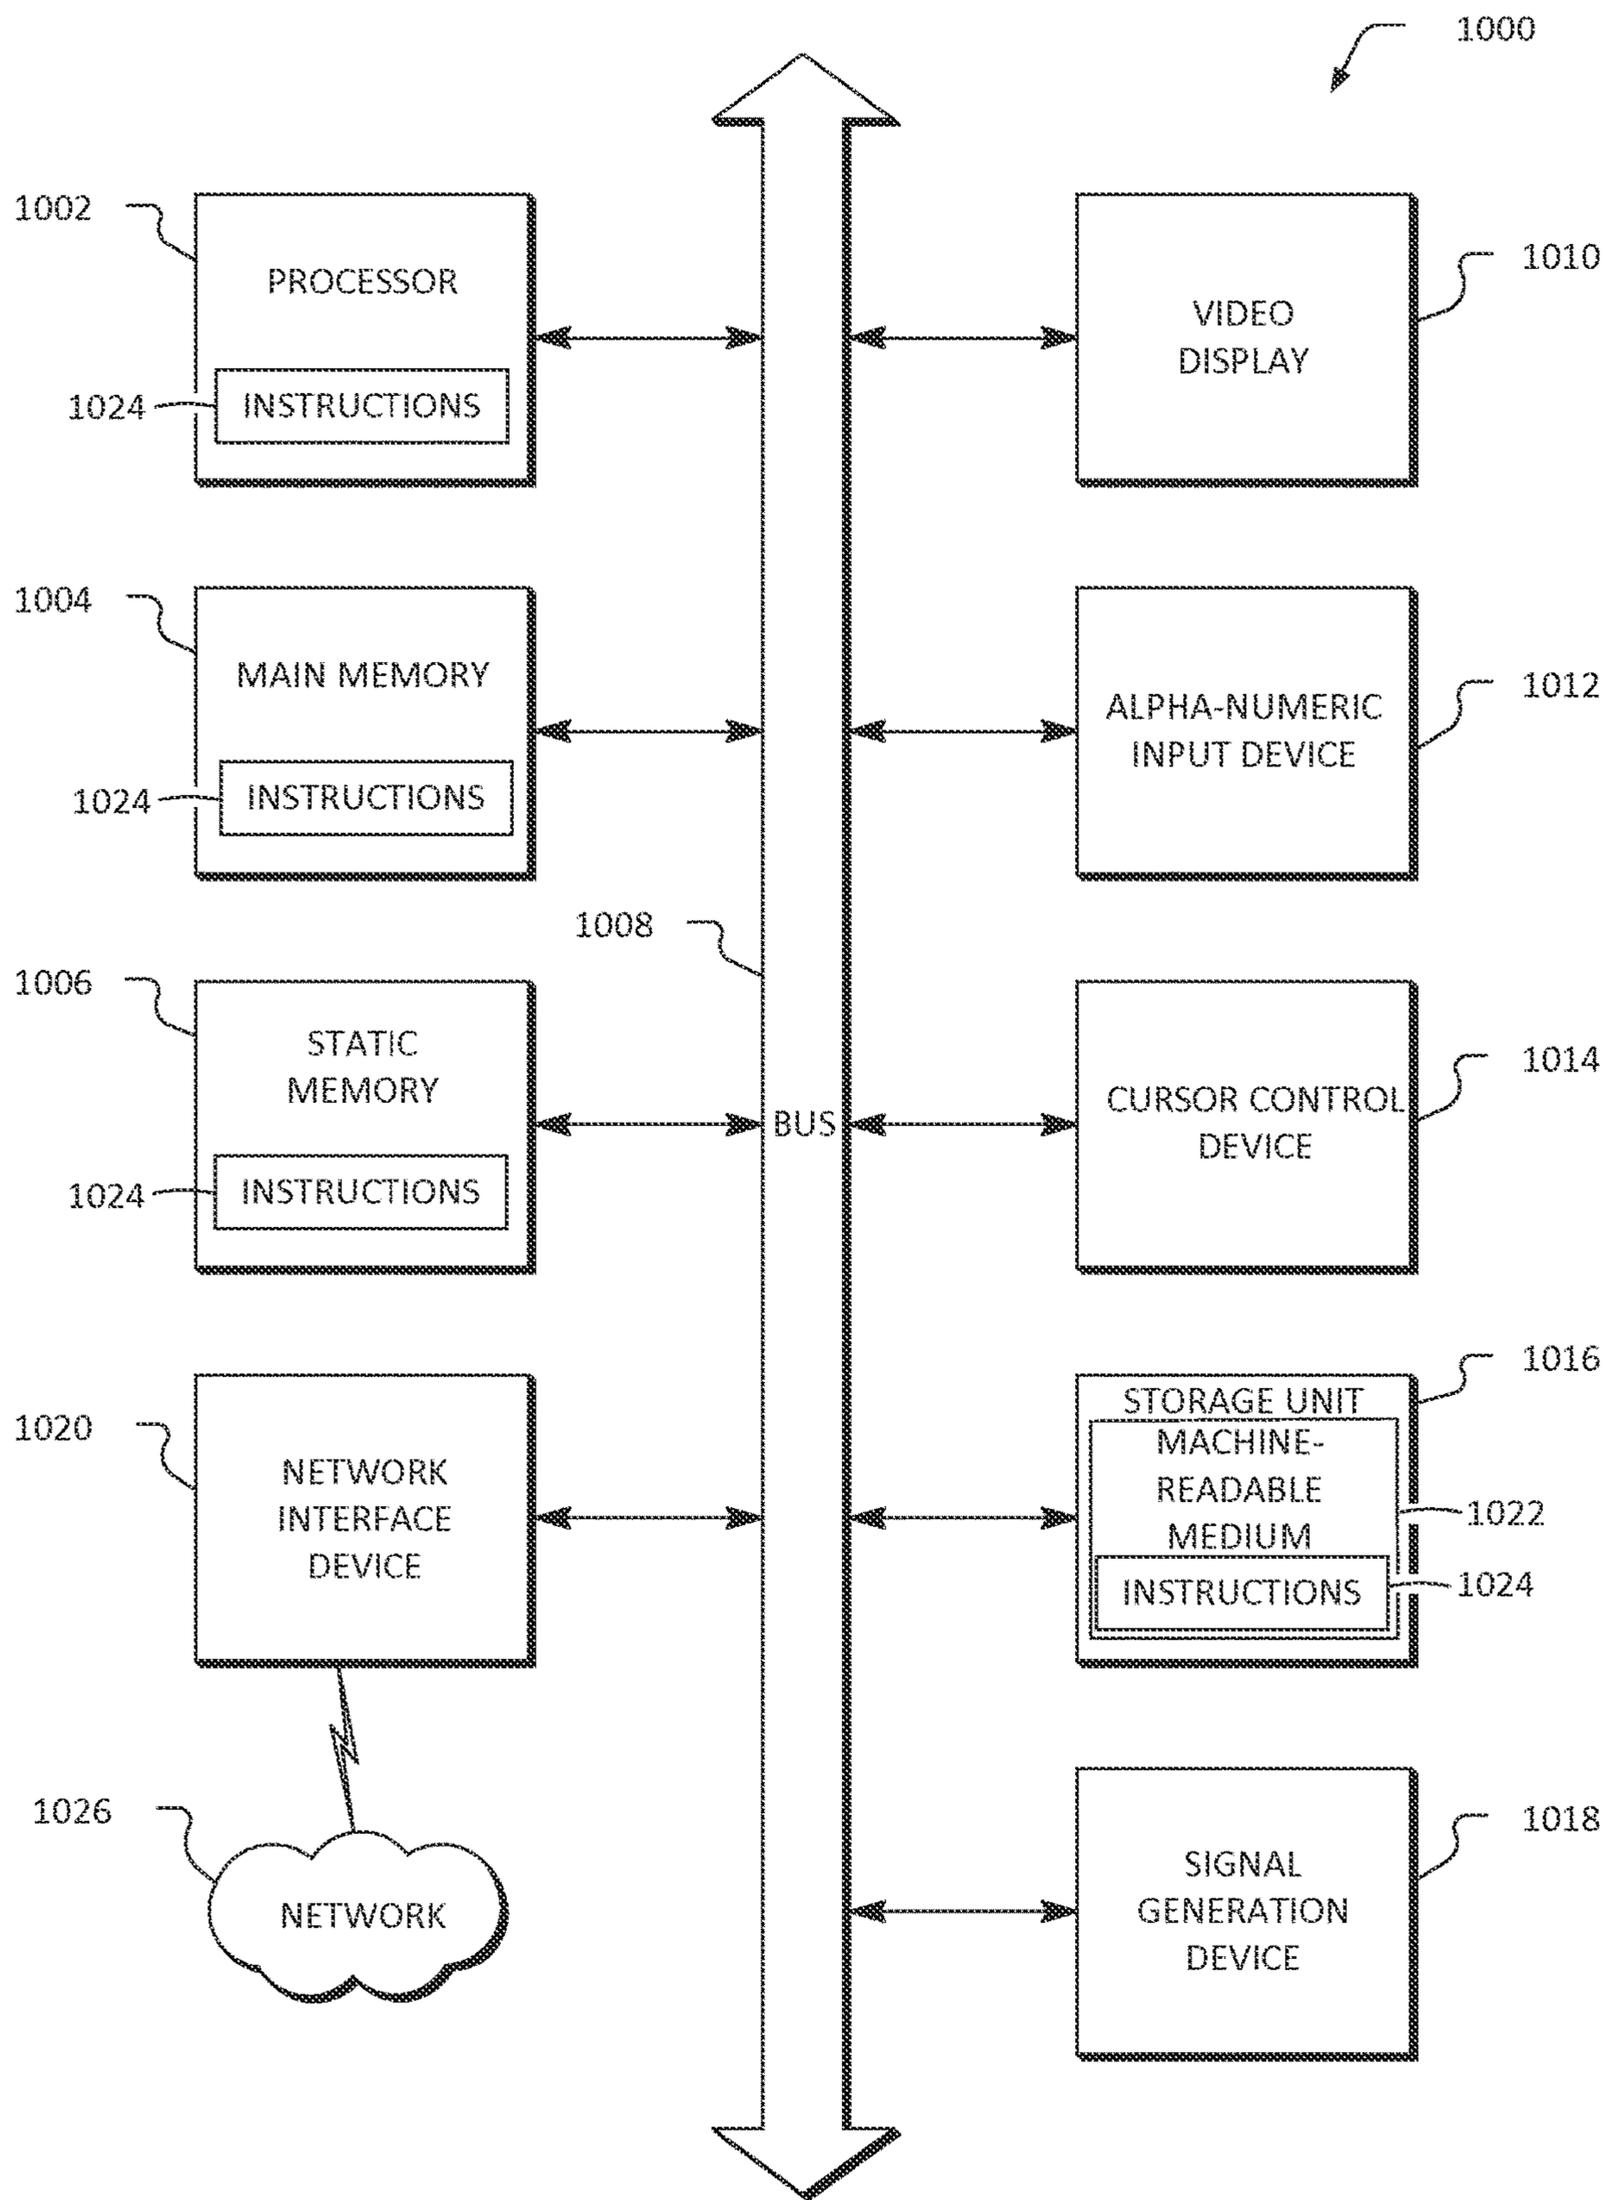 1000
1002
PROCESSOR
1024
INSTRUCTIONS
1010
VIDEO
DISPLAY
1004
MAIN MEMORY
1024
INSTRUCTIONS
1012
ALPHA-NUMERIC
INPUT DEVICE
1008
BUS
1006
STATIC
MEMORY
1024
INSTRUCTIONS
1014
CURSOR CONTROL
DEVICE
1020
NETWORK
INTERFACE
DEVICE
1016
STORAGE UNIT
MACHINE-
READABLE
MEDIUM
1022
INSTRUCTIONS
1024
1026
NETWORK
1018
SIGNAL
GENERATION
DEVICE